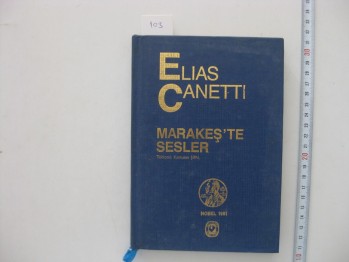 103
ELIAS
CANETTI
MARAKEŞ'TE
SESLER
NOBEL 1981